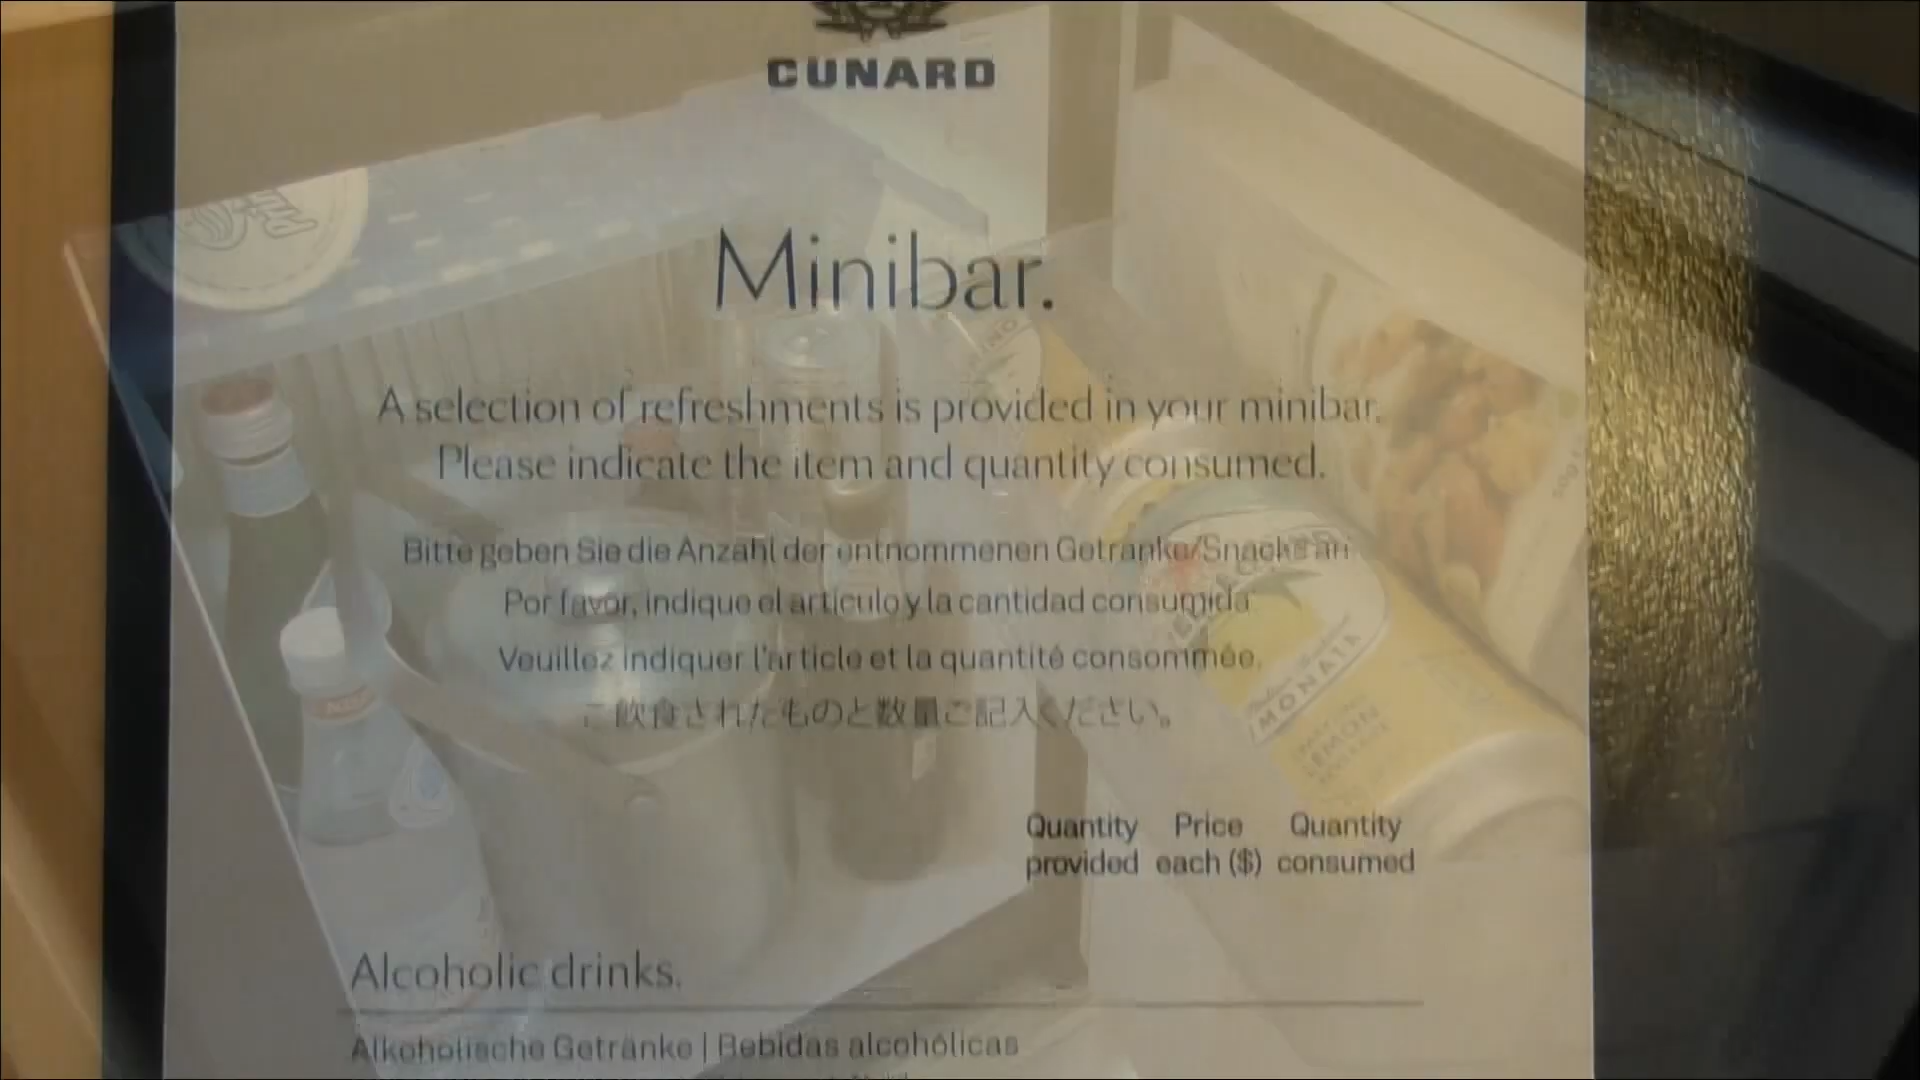 CUNARD
Minibar.
A selection of refreshments is provided in your minibar.
Please indicate the item and quantity consumed.
Bitte geben Sie die Anzahl der entnommenen Getränke/Snacks an
Por favor, indique el artículo y la cantidad consumida
Veuillez indiquer l'article et la quantité consommée.
ご飲食されたものと数量ご記入ください。
Quantity Price Quantity
provided each ($) consumed
Alcoholic drinks.
Alkoholische Getränke | Bebidas alcohólicas
MONATA
LEMON